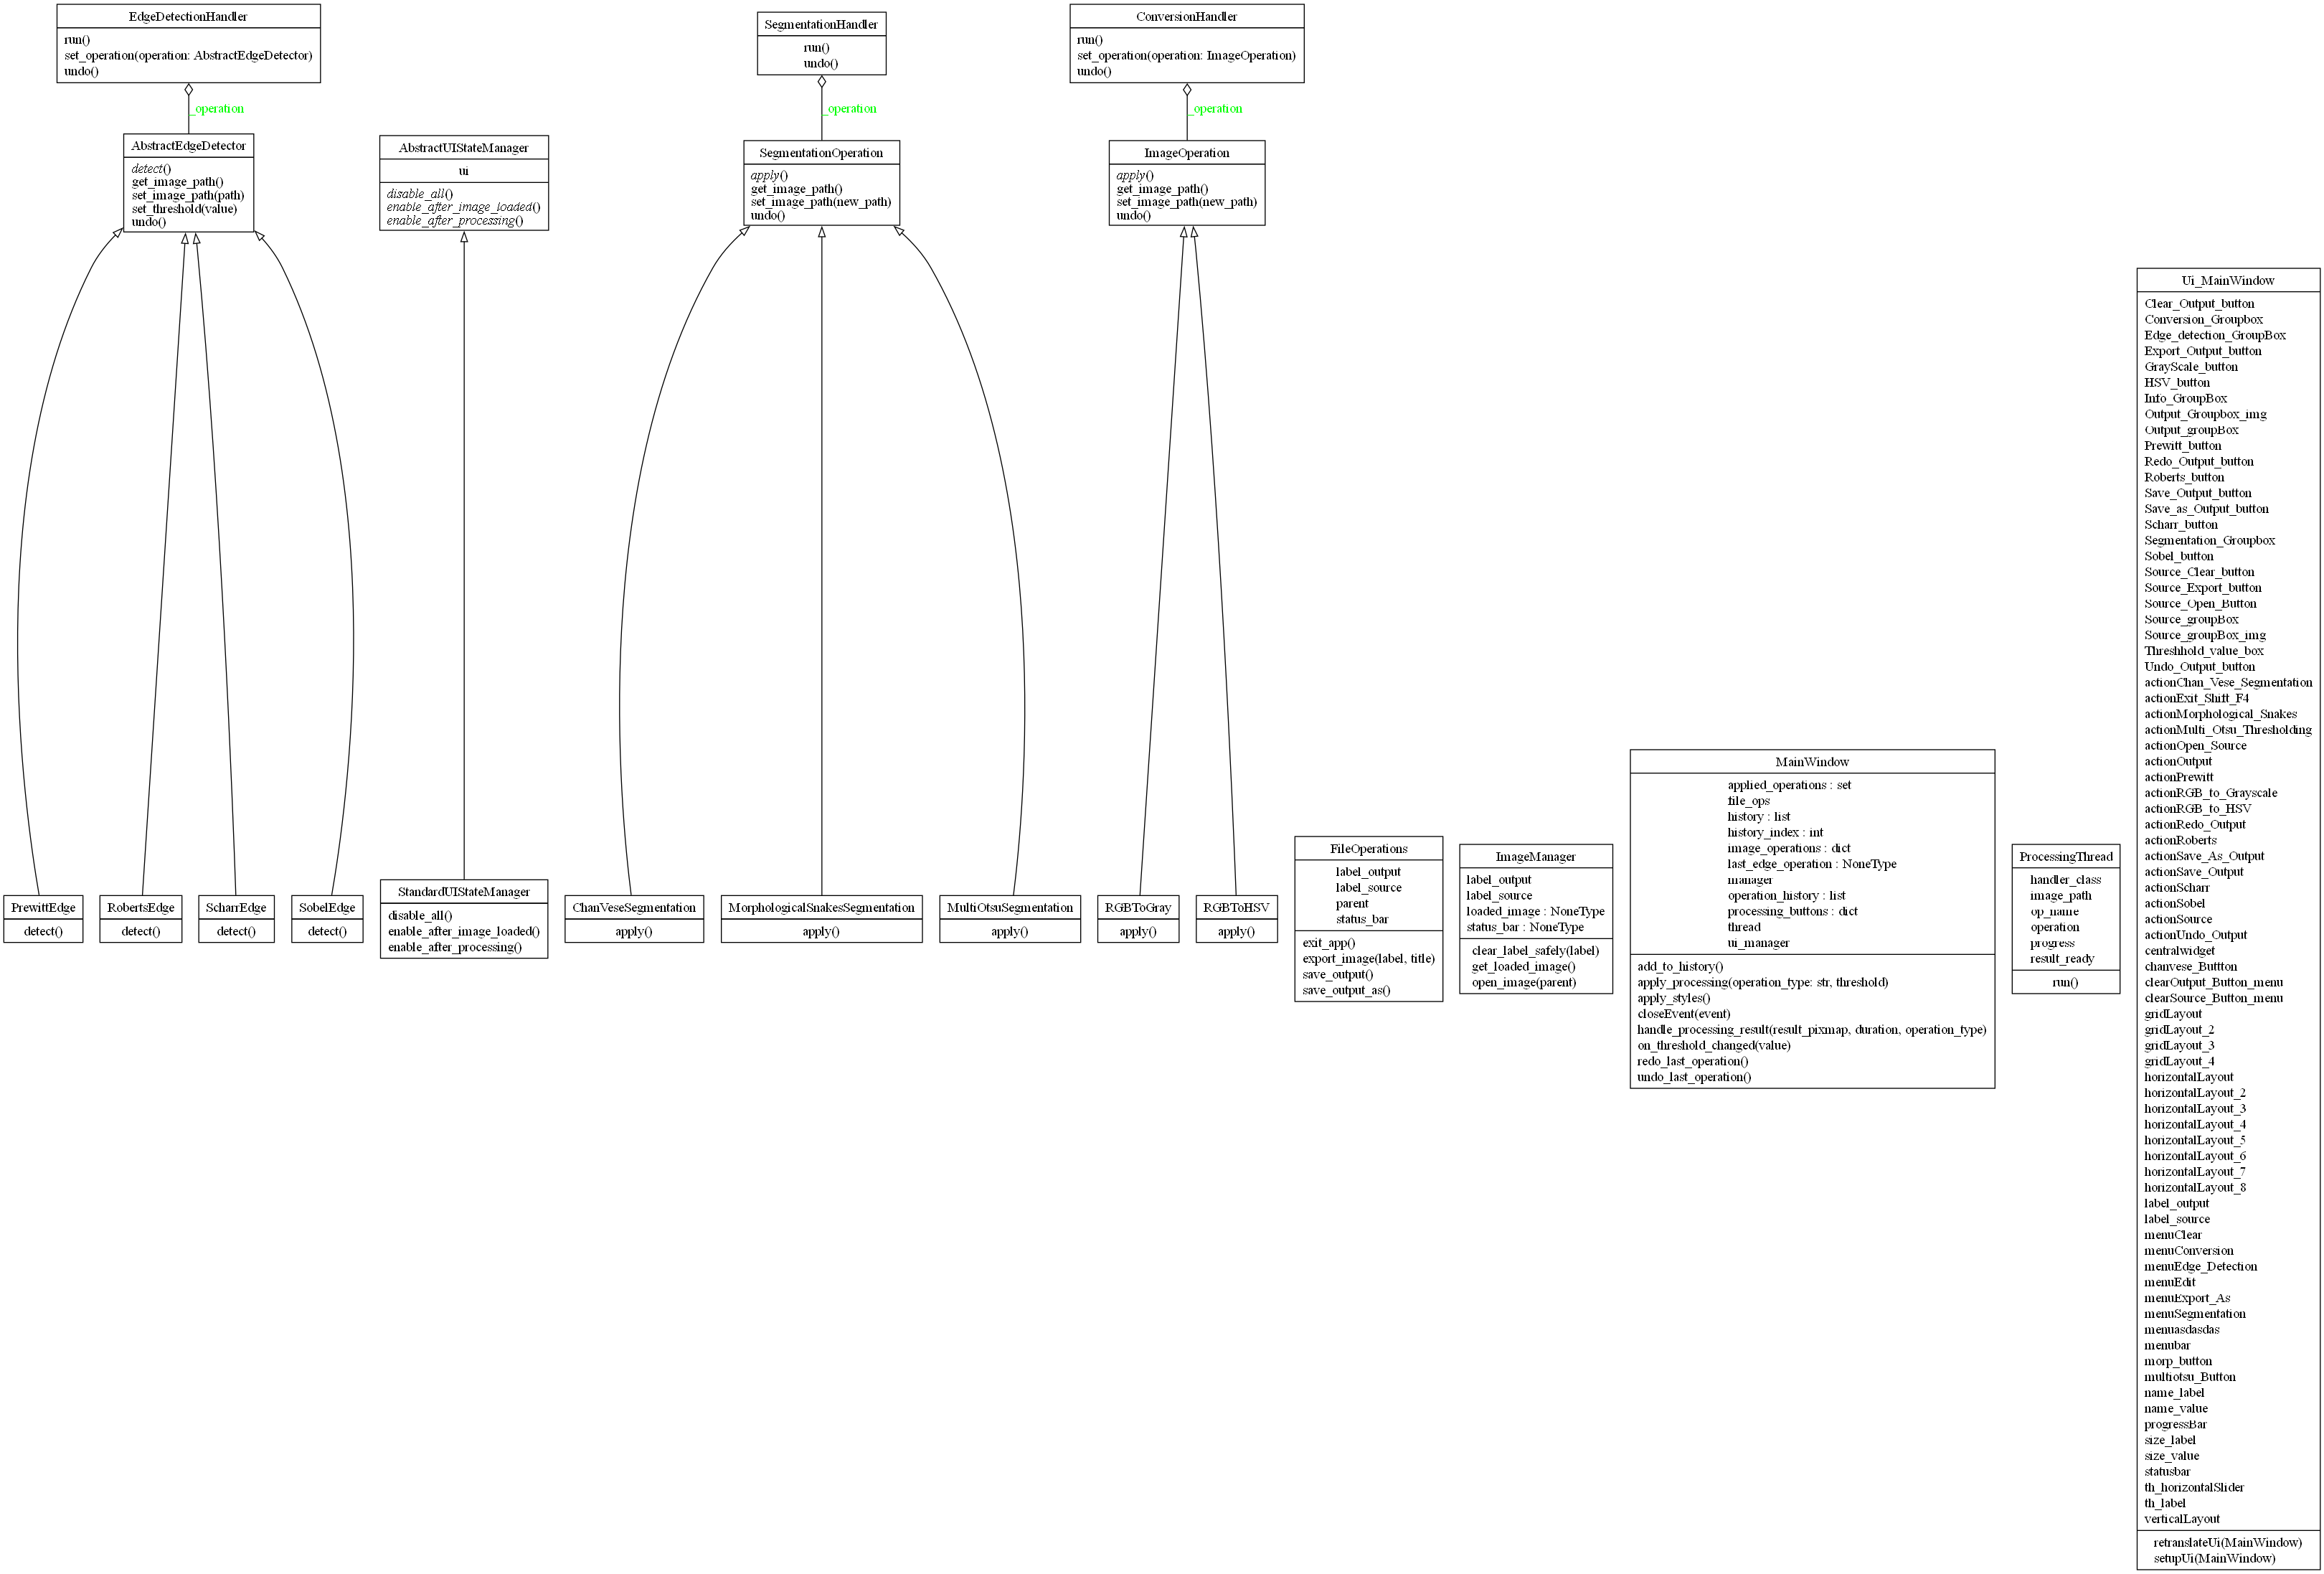 EdgeDetectionHandler
run()
set_operation(operation: AbstractEdgeDetector)
undo()
_operation
AbstractEdgeDetector
detect()
get_image_path()
set_image_path(path)
set_threshold(value)
undo()
PrewittEdge
detect()
RobertsEdge
detect()
ScharrEdge
detect()
SobelEdge
detect()
AbstractUIStateManager
ui
disable_all()
enable_after_image_loaded()
enable_after_processing()
StandardUIStateManager
disable_all()
enable_after_image_loaded()
enable_after_processing()
SegmentationHandler
run()
undo()
_operation
SegmentationOperation
apply()
get_image_path()
set_image_path(new_path)
undo()
ChanVeseSegmentation
apply()
MorphologicalSnakesSegmentation
apply()
MultiOtsuSegmentation
apply()
ConversionHandler
run()
set_operation(operation: ImageOperation)
undo()
_operation
ImageOperation
apply()
get_image_path()
set_image_path(new_path)
undo()
RGBToGray
apply()
RGBToHSV
apply()
FileOperations
label_output
label_source
parent
status_bar
exit_app()
export_image(label, title)
save_output()
save_output_as()
ImageManager
label_output
label_source
loaded_image : NoneType
status_bar : NoneType
clear_label_safely(label)
get_loaded_image()
open_image(parent)
MainWindow
applied_operations : set
file_ops
history : list
history_index : int
image_operations : dict
last_edge_operation : NoneType
manager
operation_history : list
processing_buttons : dict
thread
ui_manager
add_to_history()
apply_processing(operation_type: str, threshold)
apply_styles()
closeEvent(event)
handle_processing_result(result_pixmap, duration, operation_type)
on_threshold_changed(value)
redo_last_operation()
undo_last_operation()
ProcessingThread
handler_class
image_path
op_name
operation
progress
result_ready
run()
Ui_MainWindow
Clear_Output_button
Conversion_Groupbox
Edge_detection_GroupBox
Export_Output_button
GrayScale_button
HSV_button
Info_GroupBox
Output_Groupbox_img
Output_groupBox
Prewitt_button
Redo_Output_button
Roberts_button
Save_Output_button
Save_as_Output_button
Scharr_button
Segmentation_Groupbox
Sobel_button
Source_Clear_button
Source_Export_button
Source_Open_Button
Source_groupBox
Source_groupBox_img
Threshhold_value_box
Undo_Output_button
actionChan_Vese_Segmentation
actionExit_Shift_F4
actionMorphological_Snakes
actionMulti_Otsu_Thresholding
actionOpen_Source
actionOutput
actionPrewitt
actionRGB_to_Grayscale
actionRGB_to_HSV
actionRedo_Output
actionRoberts
actionSave_As_Output
actionSave_Output
actionScharr
actionSobel
actionSource
actionUndo_Output
centralwidget
chanvese_Buttton
clearOutput_Button_menu
clearSource_Button_menu
gridLayout
gridLayout_2
gridLayout_3
gridLayout_4
horizontalLayout
horizontalLayout_2
horizontalLayout_3
horizontalLayout_4
horizontalLayout_5
horizontalLayout_6
horizontalLayout_7
horizontalLayout_8
label_output
label_source
menuClear
menuConversion
menuEdge_Detection
menuEdit
menuExport_As
menuSegmentation
menuasdasdas
menubar
morp_button
multiotsu_Button
name_label
name_value
progressBar
size_label
size_value
statusbar
th_horizontalSlider
th_label
verticalLayout
retranslateUi(MainWindow)
setupUi(MainWindow)